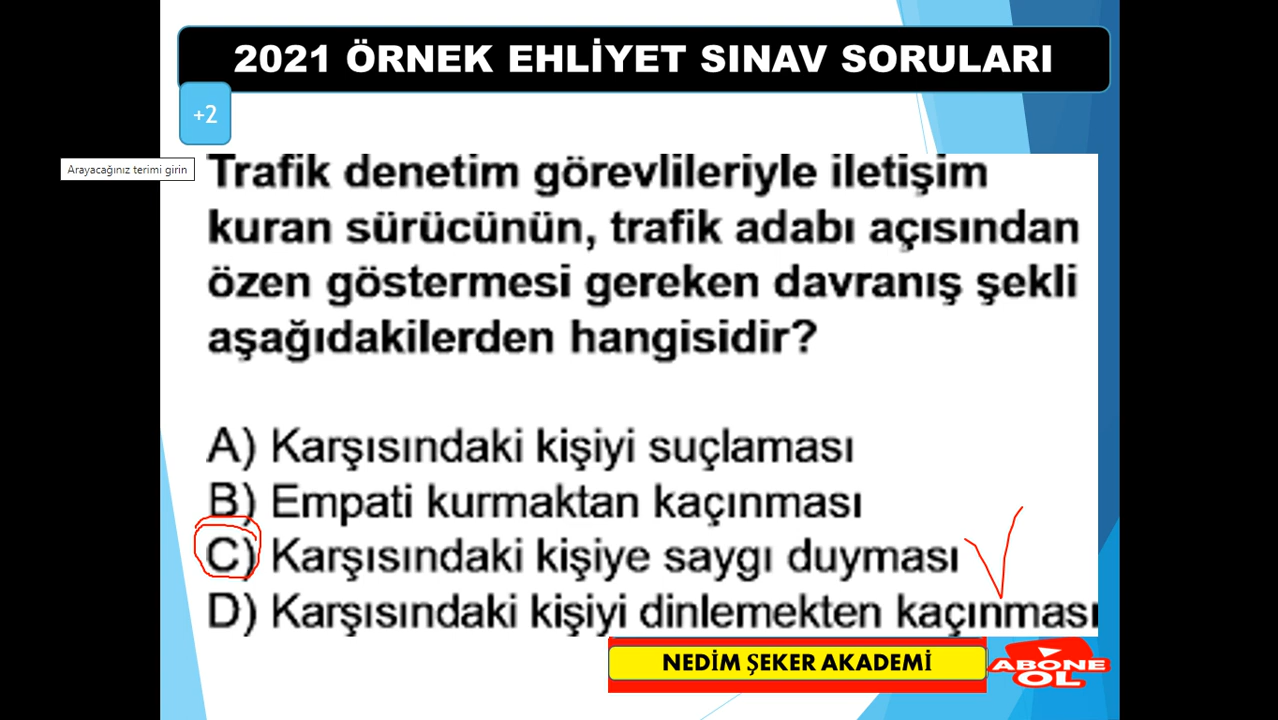 2021 ÖRNEK EHLİYET SINAV SORULARI
+2
Arayacağınız terimi girin
Trafik denetim görevlileriyle iletişim
kuran sürücünün, trafik adabı açısından
özen göstermesi gereken davranış şekli
aşağıdakilerden hangisidir?
A) Karşısındaki kişiyi suçlaması
B) Empati kurmaktan kaçınması
C) Karşısındaki kişiye saygı duyması
D) Karşısındaki kişiyi dinlemekten kaçınması
NEDİM ŞEKER AKADEMİ
ABONE
OL